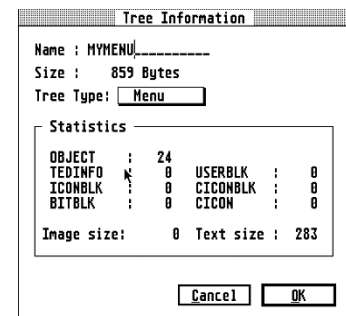 Tree Information
Name : MYMENU__________
Size : 859 Bytes
Tree Type: Menu
Statistics
OBJECT : 24
TEDINFO : 0 USERBLK : 0
ICONBLK : 0 CICONBLK : 0
BITBLK : 0 CICON : 0
Image size: 0 Text size : 283
Cancel OK